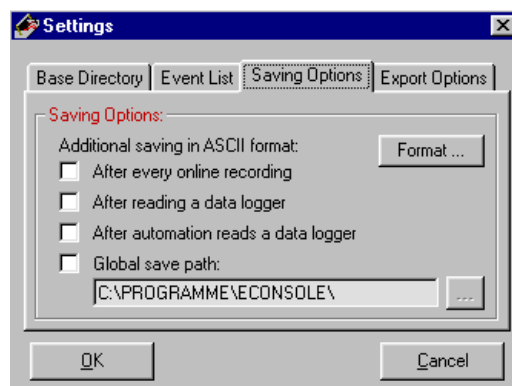 Settings
Base Directory Event List Saving Options Export Options
Saving Options:
Additional saving in ASCII format:
Format ...
After every online recording
After reading a data logger
After automation reads a data logger
Global save path:
C:\PROGRAMME\ECONSOLE\
...
OK Cancel